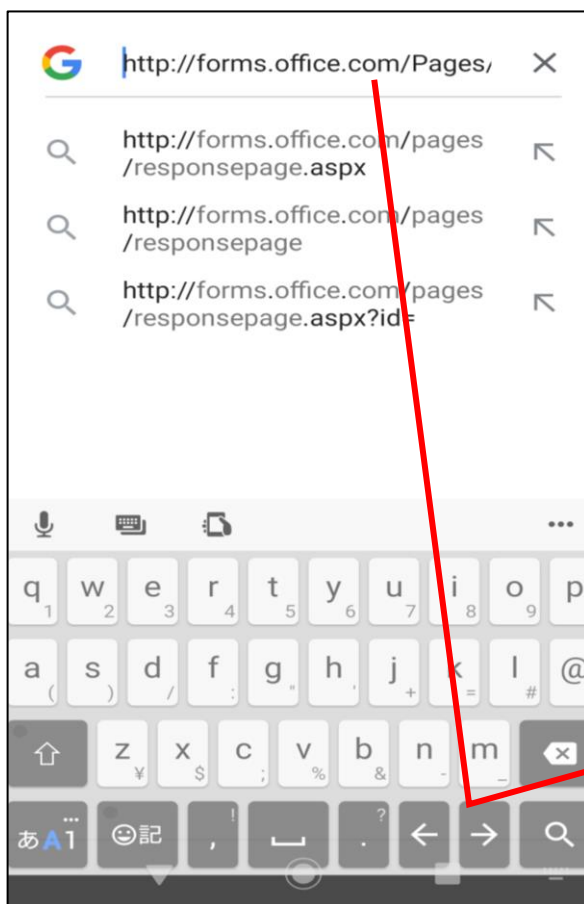 G http://forms.office.com/Pages/
http://forms.office.com/pages
/responsepage.aspx
http://forms.office.com/pages
/responsepage
http://forms.office.com/pages
/responsepage.aspx?id=
q 1 w 2 e 3 r 4 t 5 y 6 u 7 i 8 o 9 p
a ( s ) d / f : g " h ' j + k = l # @
z ¥ x $ c ; v % b & n - m _
あA1 記 , ! . ? ← →